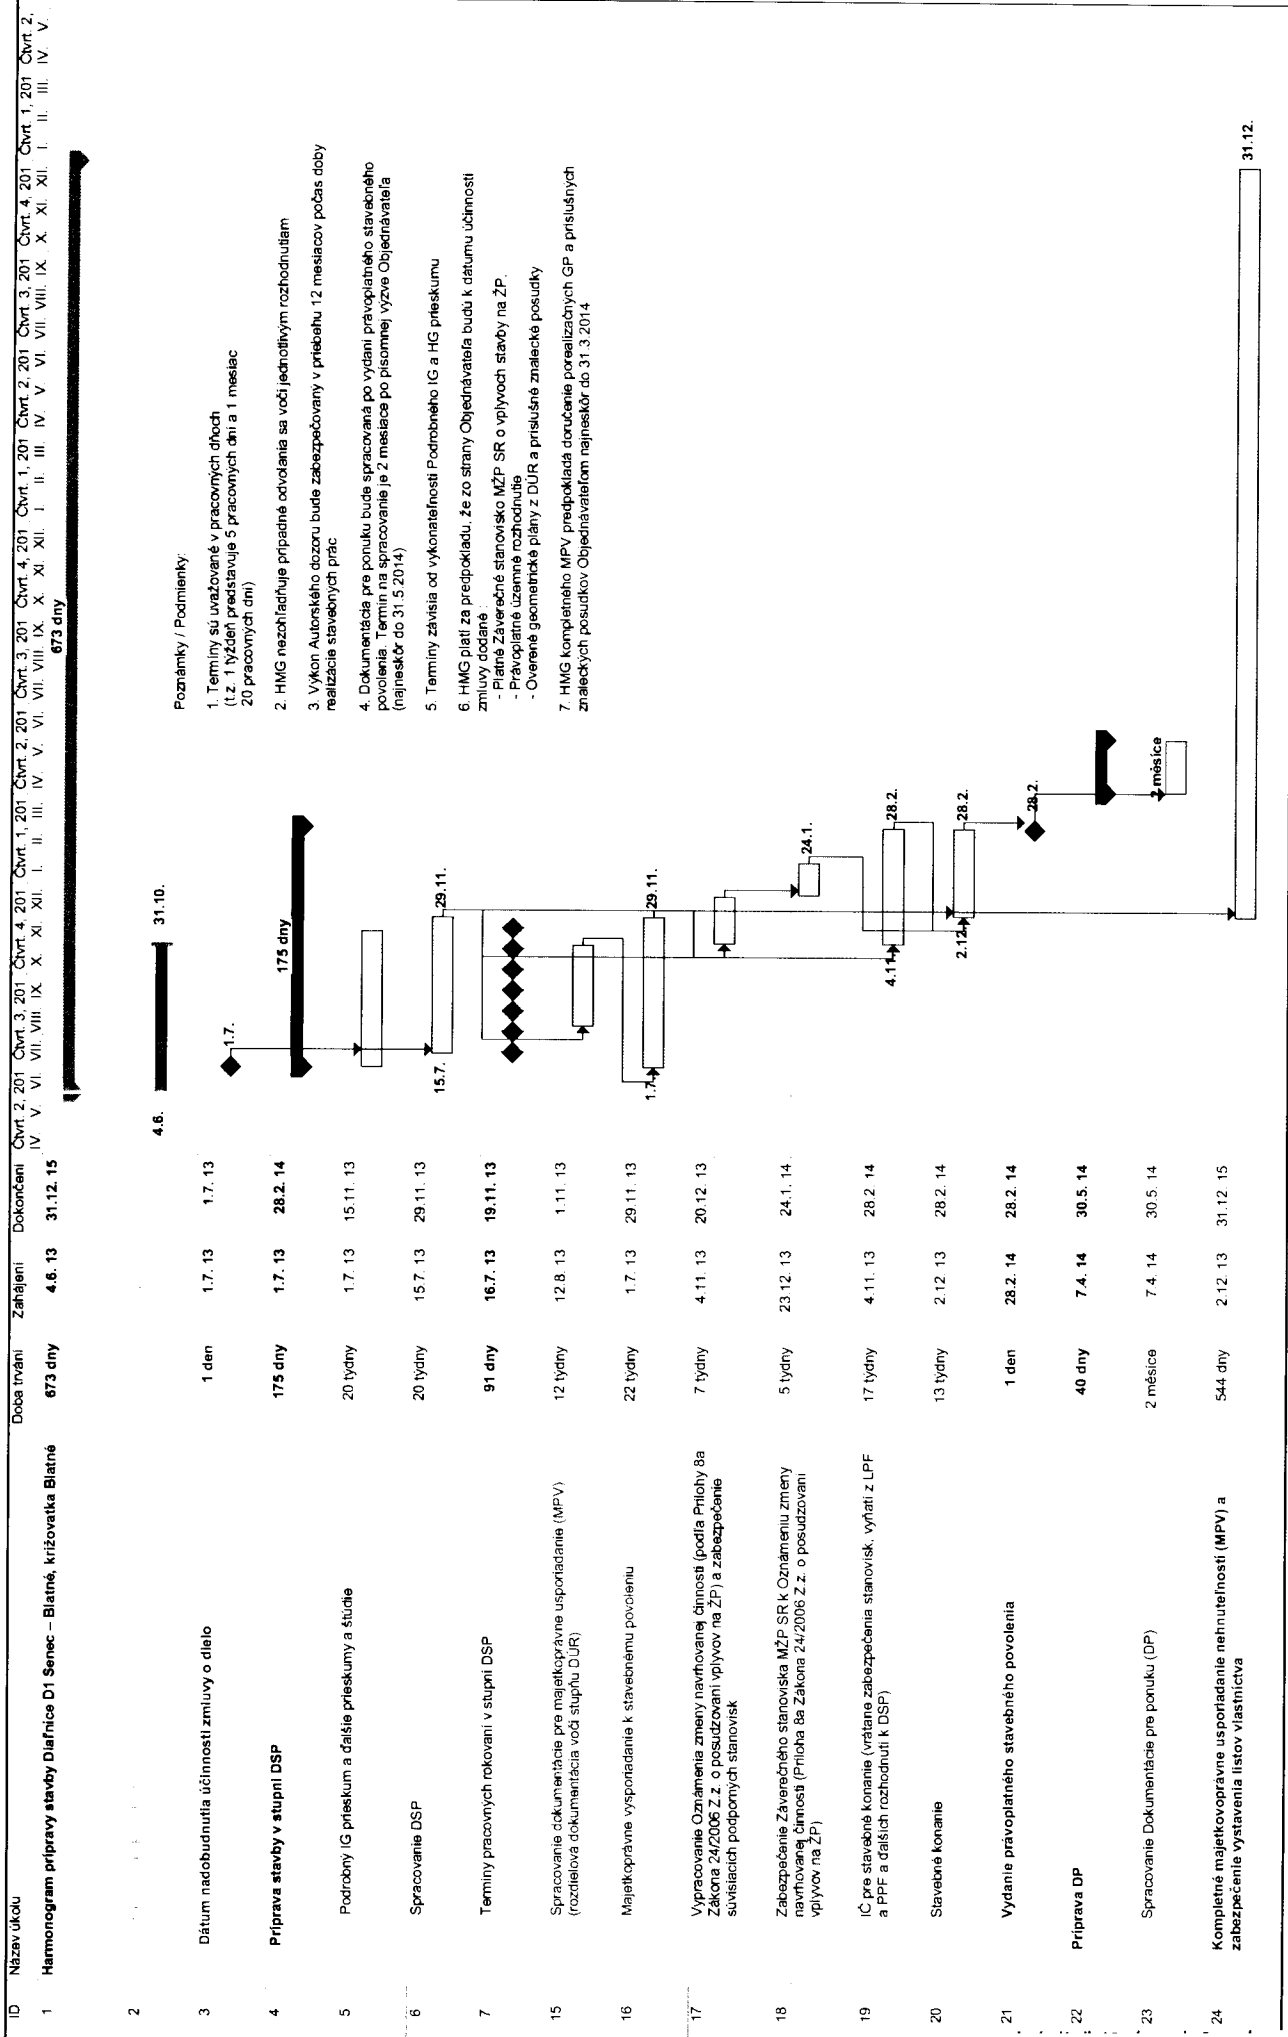 ID Název úkolu Doba trvání Zahájení Dokončení Čtvrt. 2, 201 Čtvrt. 3, 201 Čtvrt. 4, 201 Čtvrt. 1, 201 Čtvrt. 2, 201 Čtvrt. 3, 201 Čtvrt. 4, 201 Čtvrt. 1, 201 Čtvrt. 2, 201 Čtvrt. 3, 201 Čtvrt. 4, 201 Čtvrt. 1, 201 Čtvrt. 2,
IV. V. VI. VII. VIII. IX. X. XI. XII. I. II. III. IV. V. VI. VII. VIII. IX. X. XI. XII. I. II. III. IV. V. VI. VII. VIII. IX. X. XI. XII. I. II. III. IV. V.
1 Harmonogram prípravy stavby Diaľnice D1 Senec – Blatné, križovatka Blatné 673 dny 4.6. 13 31.12. 15
673 dny
2
4.6. 31.10.
3 Dátum nadobudnutia účinnosti zmluvy o dielo 1 den 1.7. 13 1.7. 13
1.7.
4 Príprava stavby v stupni DSP 175 dny 1.7. 13 28.2. 14
175 dny
5 Podrobný IG prieskum a ďalšie prieskumy a štúdie 20 týdny 1.7. 13 15.11. 13
6 Spracovanie DSP 20 týdny 15.7. 13 29.11. 13
15.7. 29.11.
7 Termíny pracovných rokovaní v stupni DSP 91 dny 16.7. 13 19.11. 13
15 Spracovanie dokumentácie pre majetkoprávne usporiadanie (MPV)
(rozdielová dokumentácia voči stupňu DÚR) 12 týdny 12.8. 13 1.11. 13
16 Majetkoprávne vysporiadanie k stavebnému povoleniu 22 týdny 1.7. 13 29.11. 13
1.7. 29.11.
17 Vypracovanie Oznámenia zmeny navrhovanej činnosti (podľa Prílohy 8a
Zákona 24/2006 Z.z. o posudzovaní vplyvov na ŽP) a zabezpečenie
súvisiacich podporných stanovísk 7 týdny 4.11. 13 20.12. 13
18 Zabezpečenie Záverečného stanoviska MŽP SR k Oznámeniu zmeny
navrhovanej činnosti (Príloha 8a Zákona 24/2006 Z.z. o posudzovaní
vplyvov na ŽP) 5 týdny 23.12. 13 24.1. 14
24.1.
19 IČ pre stavebné konanie (vrátane zabezpečenia stanovísk, vyňatí z LPF
a PPF a ďalších rozhodnutí k DSP) 17 týdny 4.11. 13 28.2. 14
4.11. 28.2.
20 Stavebné konanie 13 týdny 2.12. 13 28.2. 14
2.12. 28.2.
21 Vydanie právoplatného stavebného povolenia 1 den 28.2. 14 28.2. 14
28.2.
22 Príprava DP 40 dny 7.4. 14 30.5. 14
23 Spracovanie Dokumentácie pre ponuku (DP) 2 měsíce 7.4. 14 30.5. 14
2 měsíce
24 Kompletné majetkovoprávne usporiadanie nehnuteľností (MPV) a
zabezpečenie vystavenia listov vlastníctva 544 dny 2.12. 13 31.12. 15
31.12.
Poznámky / Podmienky:
1. Termíny sú uvažované v pracovných dňoch
(t.z. 1 týždeň predstavuje 5 pracovných dní a 1 mesiac
20 pracovných dní)
2. HMG nezohľadňuje prípadné odvolania sa voči jednotlivým rozhodnutiam
3. Výkon Autorského dozoru bude zabezpečovaný v priebehu 12 mesiacov počas doby
realizácie stavebných prác
4. Dokumentácia pre ponuku bude spracovaná po vydaní právoplatného stavebného
povolenia. Termín na spracovanie je 2 mesiace po písomnej výzve Objednávateľa
(najneskôr do 31.5.2014)
5. Termíny závisia od vykonateľnosti Podrobného IG a HG prieskumu
6. HMG platí za predpokladu, že zo strany Objednávateľa budú k dátumu účinnosti
zmluvy dodané :
- Platné Záverečné stanovisko MŽP SR o vplyvoch stavby na ŽP.
- Právoplatné územné rozhodnutie
- Overené geometrické plány z DÚR a príslušné znalecké posudky
7. HMG kompletného MPV predpokladá doručenie porealizačných GP a príslušných
znaleckých posudkov Objednávateľom najneskôr do 31.3.2014